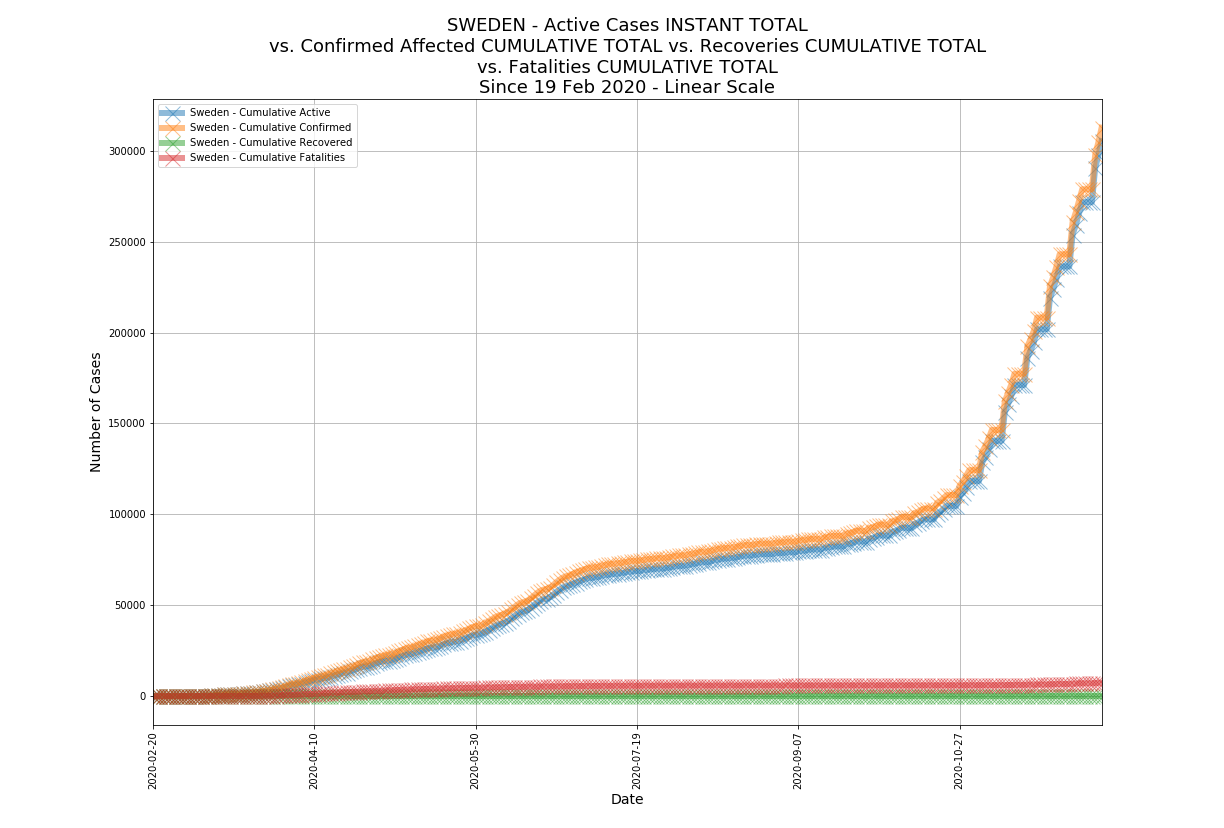 SWEDEN - Active Cases INSTANT TOTAL
vs. Confirmed Affected CUMULATIVE TOTAL vs. Recoveries CUMULATIVE TOTAL
vs. Fatalities CUMULATIVE TOTAL
Since 19 Feb 2020 - Linear Scale
Sweden - Cumulative Active
Sweden - Cumulative Confirmed
Sweden - Cumulative Recovered
Sweden - Cumulative Fatalities
Number of Cases
300000
250000
200000
150000
100000
50000
0
2020-02-20
2020-04-10
2020-05-30
2020-07-19
2020-09-07
2020-10-27
Date